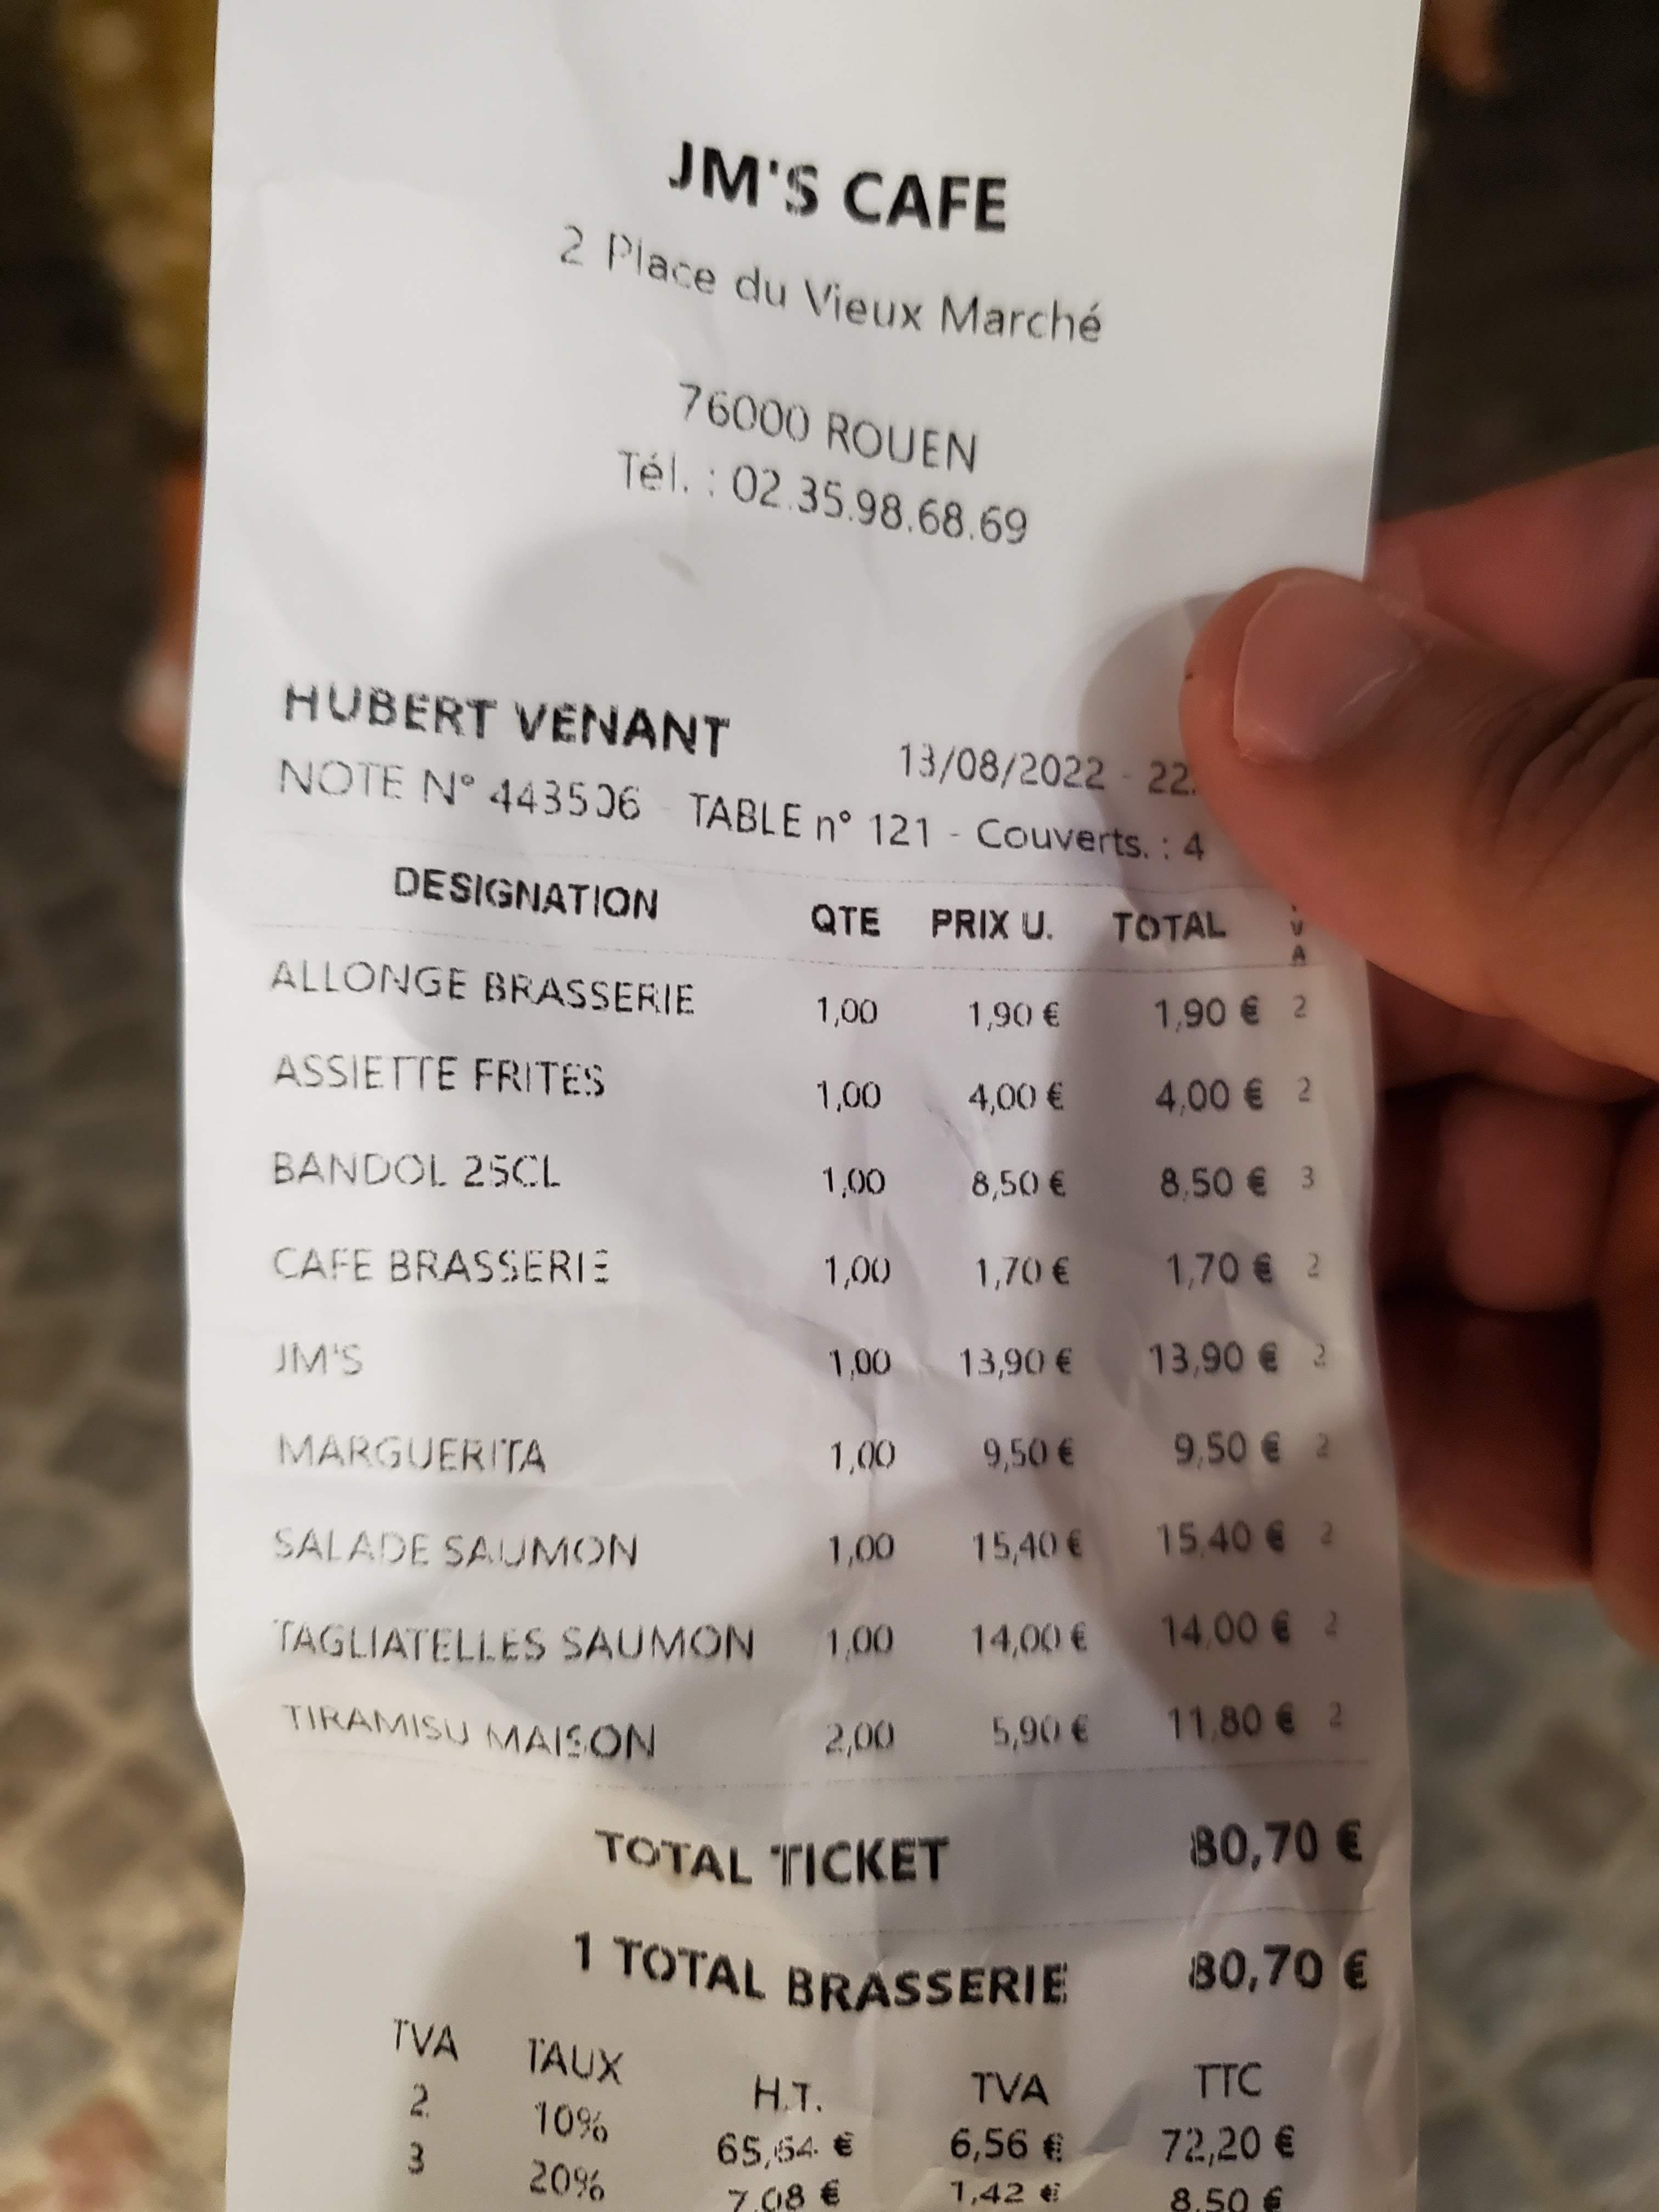 JM'S CAFE
2 Place du Vieux Marché
76000 ROUEN
Tél. : 02.35.98.68.69
HUBERT VENANT 13/08/2022 - 22
NOTE N° 443506 - TABLE n° 121 - Couverts. : 4
DESIGNATION QTE PRIX U. TOTAL TVA
ALLONGE BRASSERIE 1,00 1,90 € 1,90 € 2
ASSIETTE FRITES 1,00 4,00 € 4,00 € 2
BANDOL 25CL 1,00 8,50 € 8,50 € 3
CAFE BRASSERIE 1,00 1,70 € 1,70 € 2
JM'S 1,00 13,90 € 13,90 € 2
MARGUERITA 1,00 9,50 € 9,50 € 2
SALADE SAUMON 1,00 15,40 € 15,40 € 2
TAGLIATELLES SAUMON 1,00 14,00 € 14,00 € 2
TIRAMISU MAISON 2,00 5,90 € 11,80 € 2
TOTAL TICKET 80,70 €
1 TOTAL BRASSERIE 80,70 €
TVA TAUX H.T. TVA TTC
2 10% 65,64 € 6,56 € 72,20 €
3 20% 7,08 € 1,42 € 8,50 €